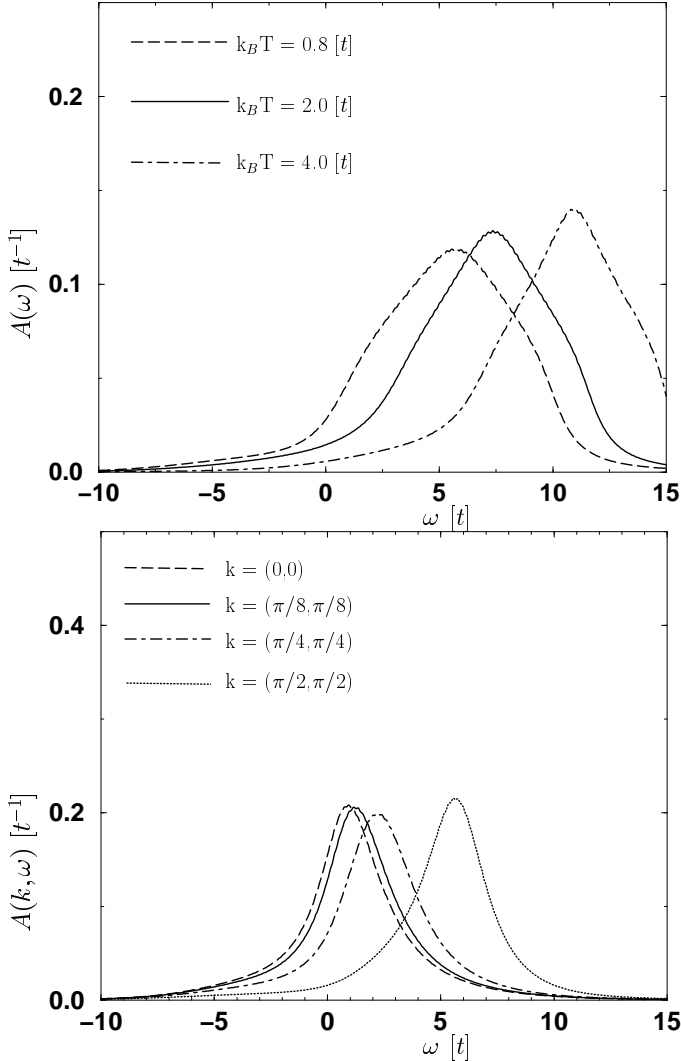 k_BT = 0.8 [t]
k_BT = 2.0 [t]
k_BT = 4.0 [t]
0.2
0.1
0.0
A(ω) [t⁻¹]
−10 −5 0 5 10 15
ω [t]
k = (0,0)
k = (π/8,π/8)
k = (π/4,π/4)
k = (π/2,π/2)
0.4
0.2
0.0
A(k,ω) [t⁻¹]
−10 −5 0 5 10 15
ω [t]